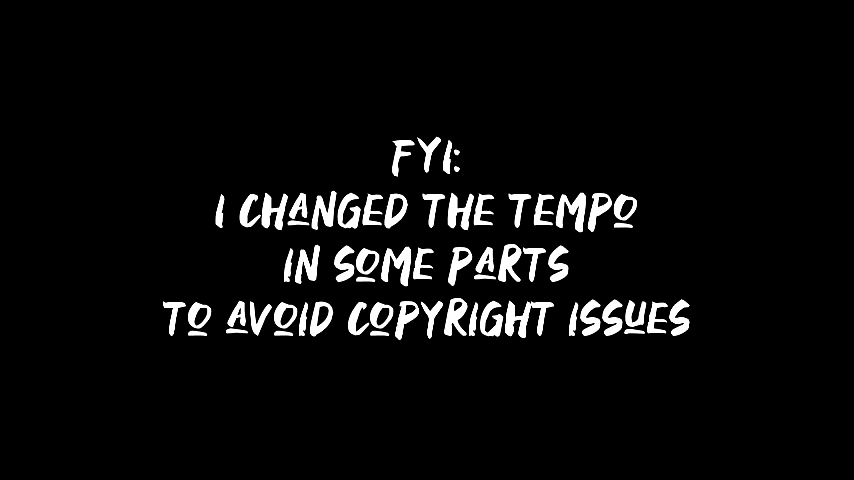 FYI:
I CHANGED THE TEMPO
IN SOME PARTS
TO AVOID COPYRIGHT ISSUES